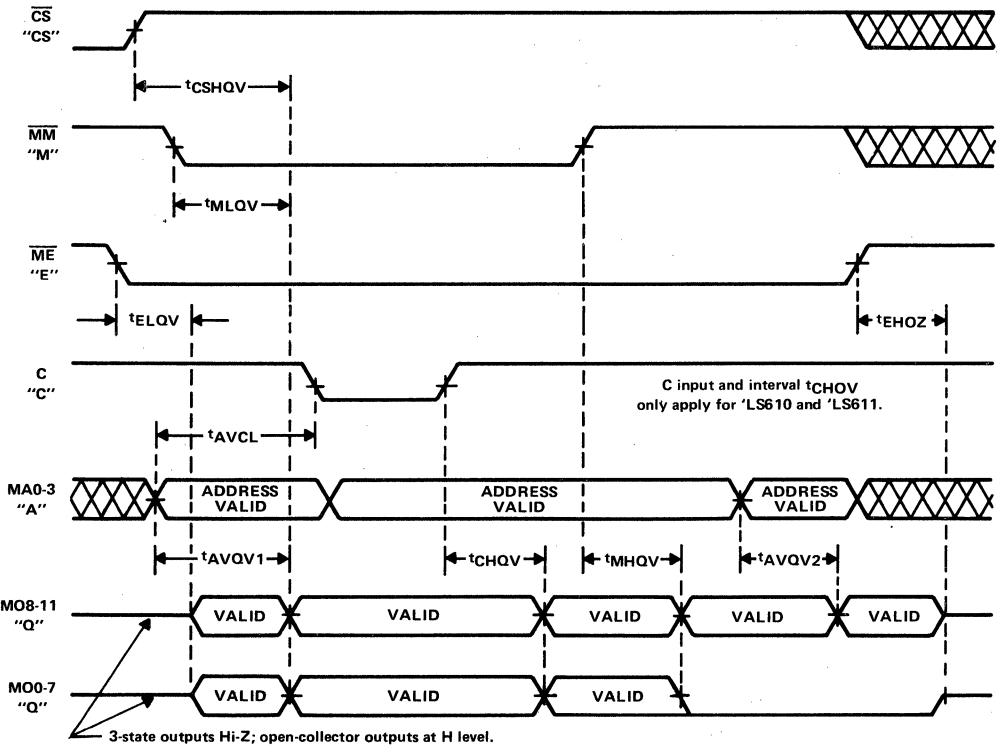 CS
“CS”
tCSHQV
MM
“M”
tMLQV
ME
“E”
tELQV
tEHOZ
C
“C”
C input and interval tCHOV
only apply for ’LS610 and ’LS611.
tAVCL
MA0-3
“A”
ADDRESS
VALID
ADDRESS
VALID
ADDRESS
VALID
tAVQV1
tCHQV
tMHQV
tAVQV2
MO8-11
“Q”
VALID
VALID
VALID
VALID
VALID
MO0-7
“Q”
VALID
VALID
VALID
3-state outputs Hi-Z; open-collector outputs at H level.